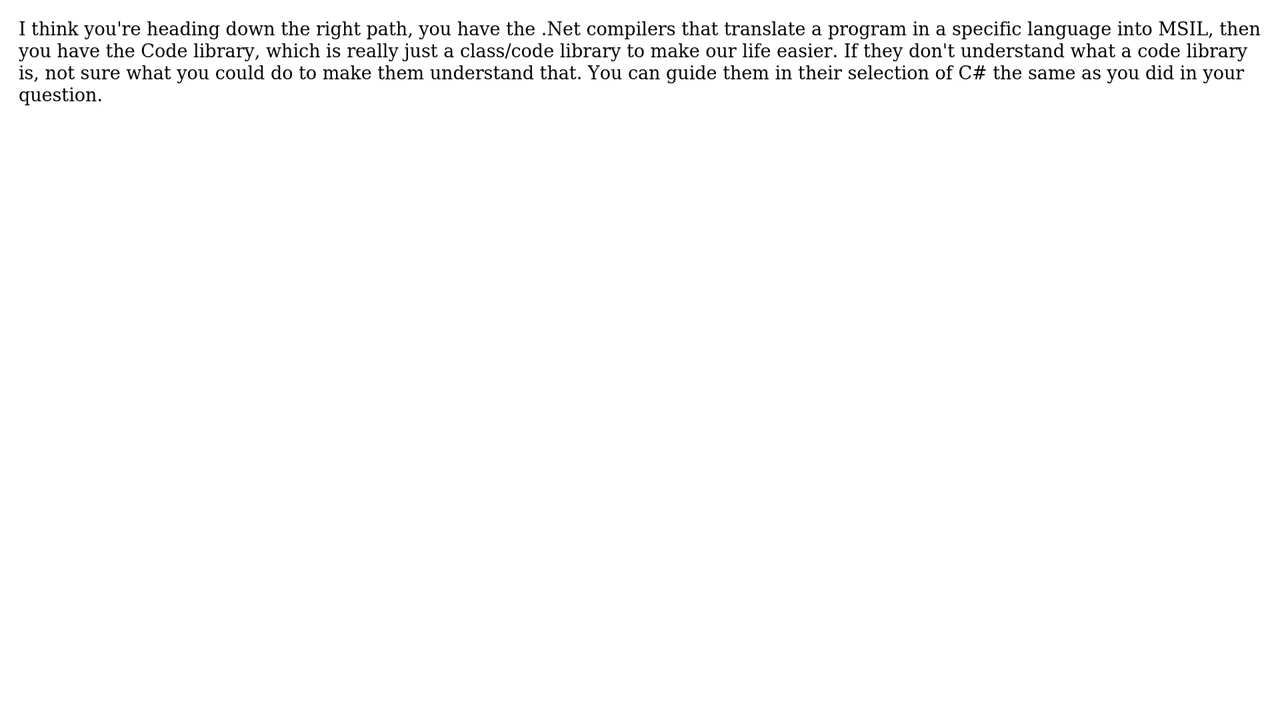 I think you're heading down the right path, you have the .Net compilers that translate a program in a specific language into MSIL, then
you have the Code library, which is really just a class/code library to make our life easier. If they don't understand what a code library
is, not sure what you could do to make them understand that. You can guide them in their selection of C# the same as you did in your
question.